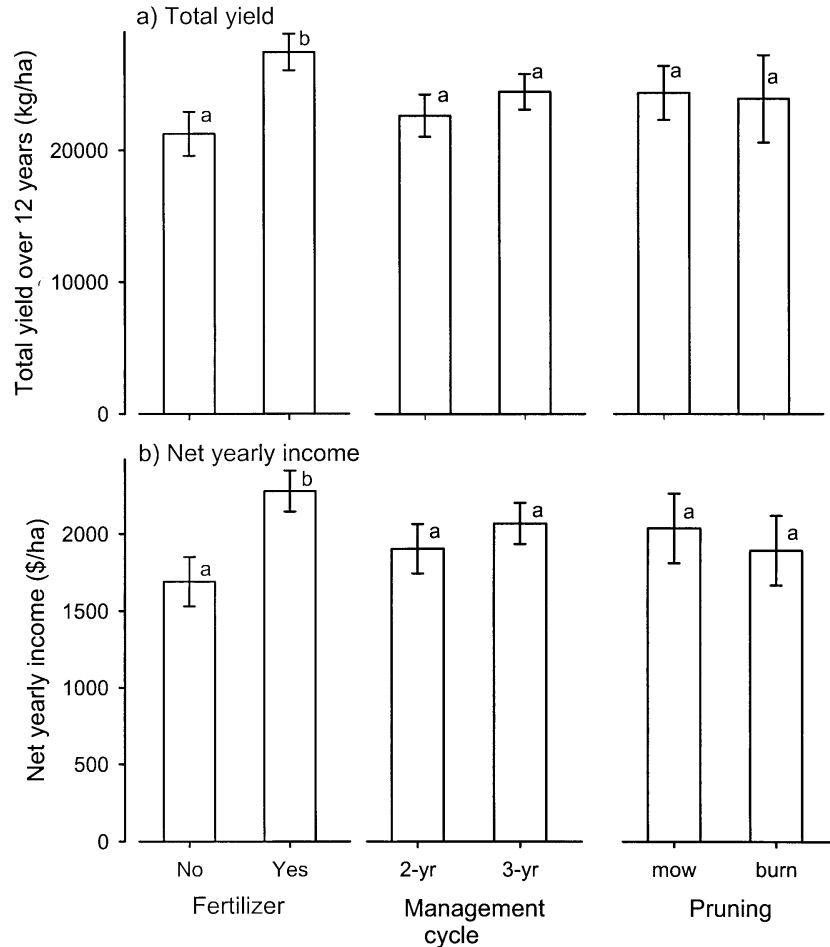 a) Total yield
Total yield over 12 years (kg/ha)
20000
10000
0
a
b
a
a
a
a
b) Net yearly income
Net yearly income ($/ha)
2000
1500
1000
500
0
a
b
a
a
a
a
No Yes 2-yr 3-yr mow burn
Fertilizer Management Pruning
cycle